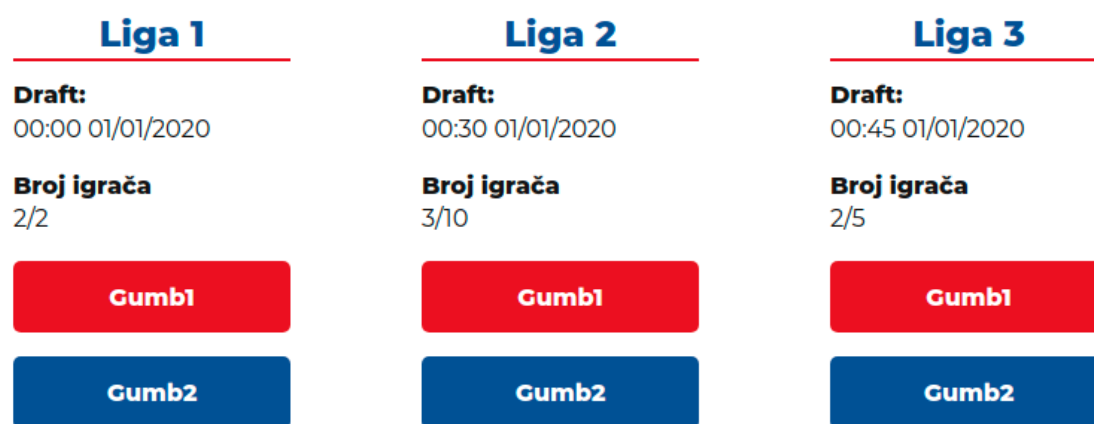 Liga 1
Draft:
00:00 01/01/2020
Broj igrača
2/2
Gumb1
Gumb2
Liga 2
Draft:
00:30 01/01/2020
Broj igrača
3/10
Gumb1
Gumb2
Liga 3
Draft:
00:45 01/01/2020
Broj igrača
2/5
Gumb1
Gumb2